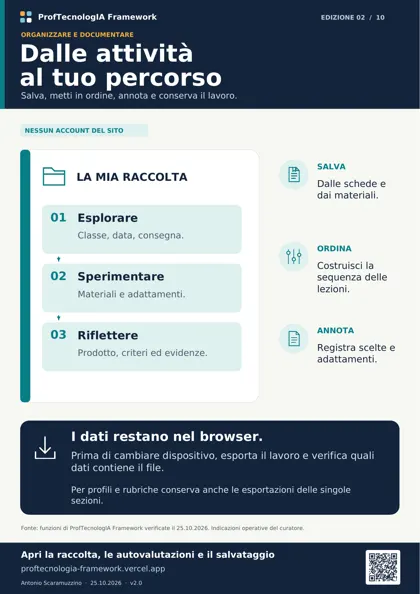 ProfTecnologIA Framework
EDIZIONE 02 / 10
ORGANIZZARE E DOCUMENTARE
Dalle attività
al tuo percorso
Salva, metti in ordine, annota e conserva il lavoro.
NESSUN ACCOUNT DEL SITO
LA MIA RACCOLTA
01 Esplorare
Classe, data, consegna.
02 Sperimentare
Materiali e adattamenti.
03 Riflettere
Prodotto, criteri ed evidenze.
SALVA
Dalle schede e
dai materiali.
ORDINA
Costruisci la
sequenza delle
lezioni.
ANNOTA
Registra scelte e
adattamenti.
I dati restano nel browser.
Prima di cambiare dispositivo, esporta il lavoro e verifica quali
dati contiene il file.
Per profili e rubriche conserva anche le esportazioni delle singole
sezioni.
Fonte: funzioni di ProfTecnologIA Framework verificate il 25.10.2026. Indicazioni operative del curatore.
Apri la raccolta, le autovalutazioni e il salvataggio
proftecnologia-framework.vercel.app
Antonio Scaramuzzino · 25.10.2026 · v2.0